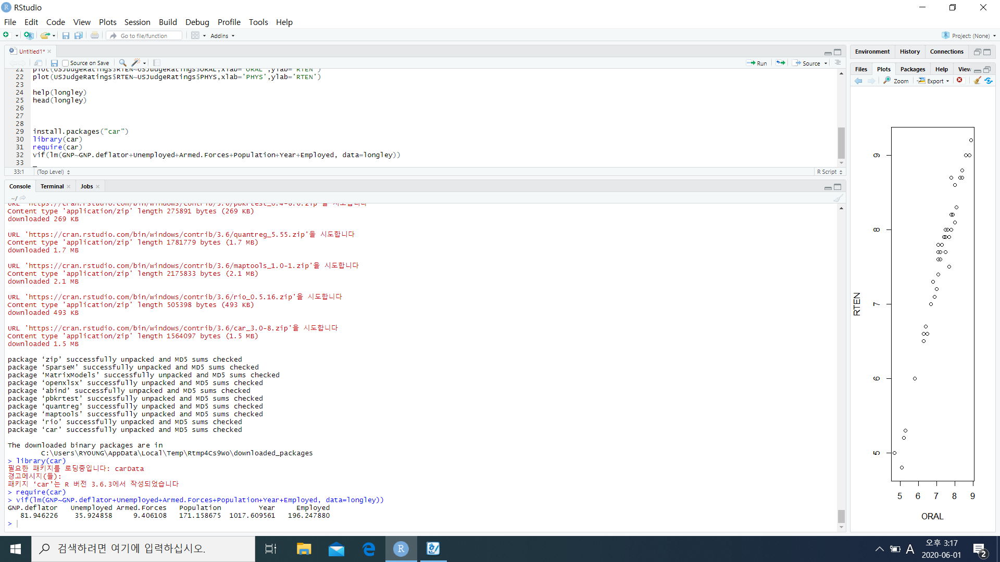 RStudio
File Edit Code View Plots Session Build Debug Profile Tools Help
Go to file/function Addins Project: (None)
Untitled1*
Source on Save Run Source
21 plot(USJudgeRatings$RTEN~USJudgeRatings$ORAL,xlab='ORAL',ylab='RTEN')
22 plot(USJudgeRatings$RTEN~USJudgeRatings$PHYS,xlab='PHYS',ylab='RTEN')
23
24 help(longley)
25 head(longley)
26
27
28
29 install.packages("car")
30 library(car)
31 require(car)
32 vif(lm(GNP~GNP.deflator+Unemployed+Armed.Forces+Population+Year+Employed, data=longley))
33
33:1 (Top Level) R Script
Console Terminal Jobs
~/
URL 'https://cran.rstudio.com/bin/windows/contrib/3.6/pbkrtest_0.4-8.6.zip'을 시도합니다
Content type 'application/zip' length 275891 bytes (269 KB)
downloaded 269 KB
URL 'https://cran.rstudio.com/bin/windows/contrib/3.6/quantreg_5.55.zip'을 시도합니다
Content type 'application/zip' length 1781779 bytes (1.7 MB)
downloaded 1.7 MB
URL 'https://cran.rstudio.com/bin/windows/contrib/3.6/maptools_1.0-1.zip'을 시도합니다
Content type 'application/zip' length 2175833 bytes (2.1 MB)
downloaded 2.1 MB
URL 'https://cran.rstudio.com/bin/windows/contrib/3.6/rio_0.5.16.zip'을 시도합니다
Content type 'application/zip' length 505398 bytes (493 KB)
downloaded 493 KB
URL 'https://cran.rstudio.com/bin/windows/contrib/3.6/car_3.0-8.zip'을 시도합니다
Content type 'application/zip' length 1564097 bytes (1.5 MB)
downloaded 1.5 MB
package ‘zip’ successfully unpacked and MD5 sums checked
package ‘SparseM’ successfully unpacked and MD5 sums checked
package ‘MatrixModels’ successfully unpacked and MD5 sums checked
package ‘openxlsx’ successfully unpacked and MD5 sums checked
package ‘abind’ successfully unpacked and MD5 sums checked
package ‘pbkrtest’ successfully unpacked and MD5 sums checked
package ‘quantreg’ successfully unpacked and MD5 sums checked
package ‘maptools’ successfully unpacked and MD5 sums checked
package ‘rio’ successfully unpacked and MD5 sums checked
package ‘car’ successfully unpacked and MD5 sums checked
The downloaded binary packages are in
C:\Users\RYOUNG\AppData\Local\Temp\Rtmp4Cs9Wo\downloaded_packages
> library(car)
필요한 패키지를 로딩중입니다: carData
경고메시지(들):
패키지 ‘car’는 R 버전 3.6.3에서 작성되었습니다
> require(car)
> vif(lm(GNP~GNP.deflator+Unemployed+Armed.Forces+Population+Year+Employed, data=longley))
GNP.deflator Unemployed Armed.Forces Population Year Employed
81.946226 35.924858 9.406108 171.158675 1017.609561 196.247880
>
Environment History Connections
Files Plots Packages Help View
Zoom Export
9
8
7
6
5
RTEN
5 6 7 8 9
ORAL
검색하려면 여기에 입력하십시오.
A
오후 3:17
2020-06-01
2